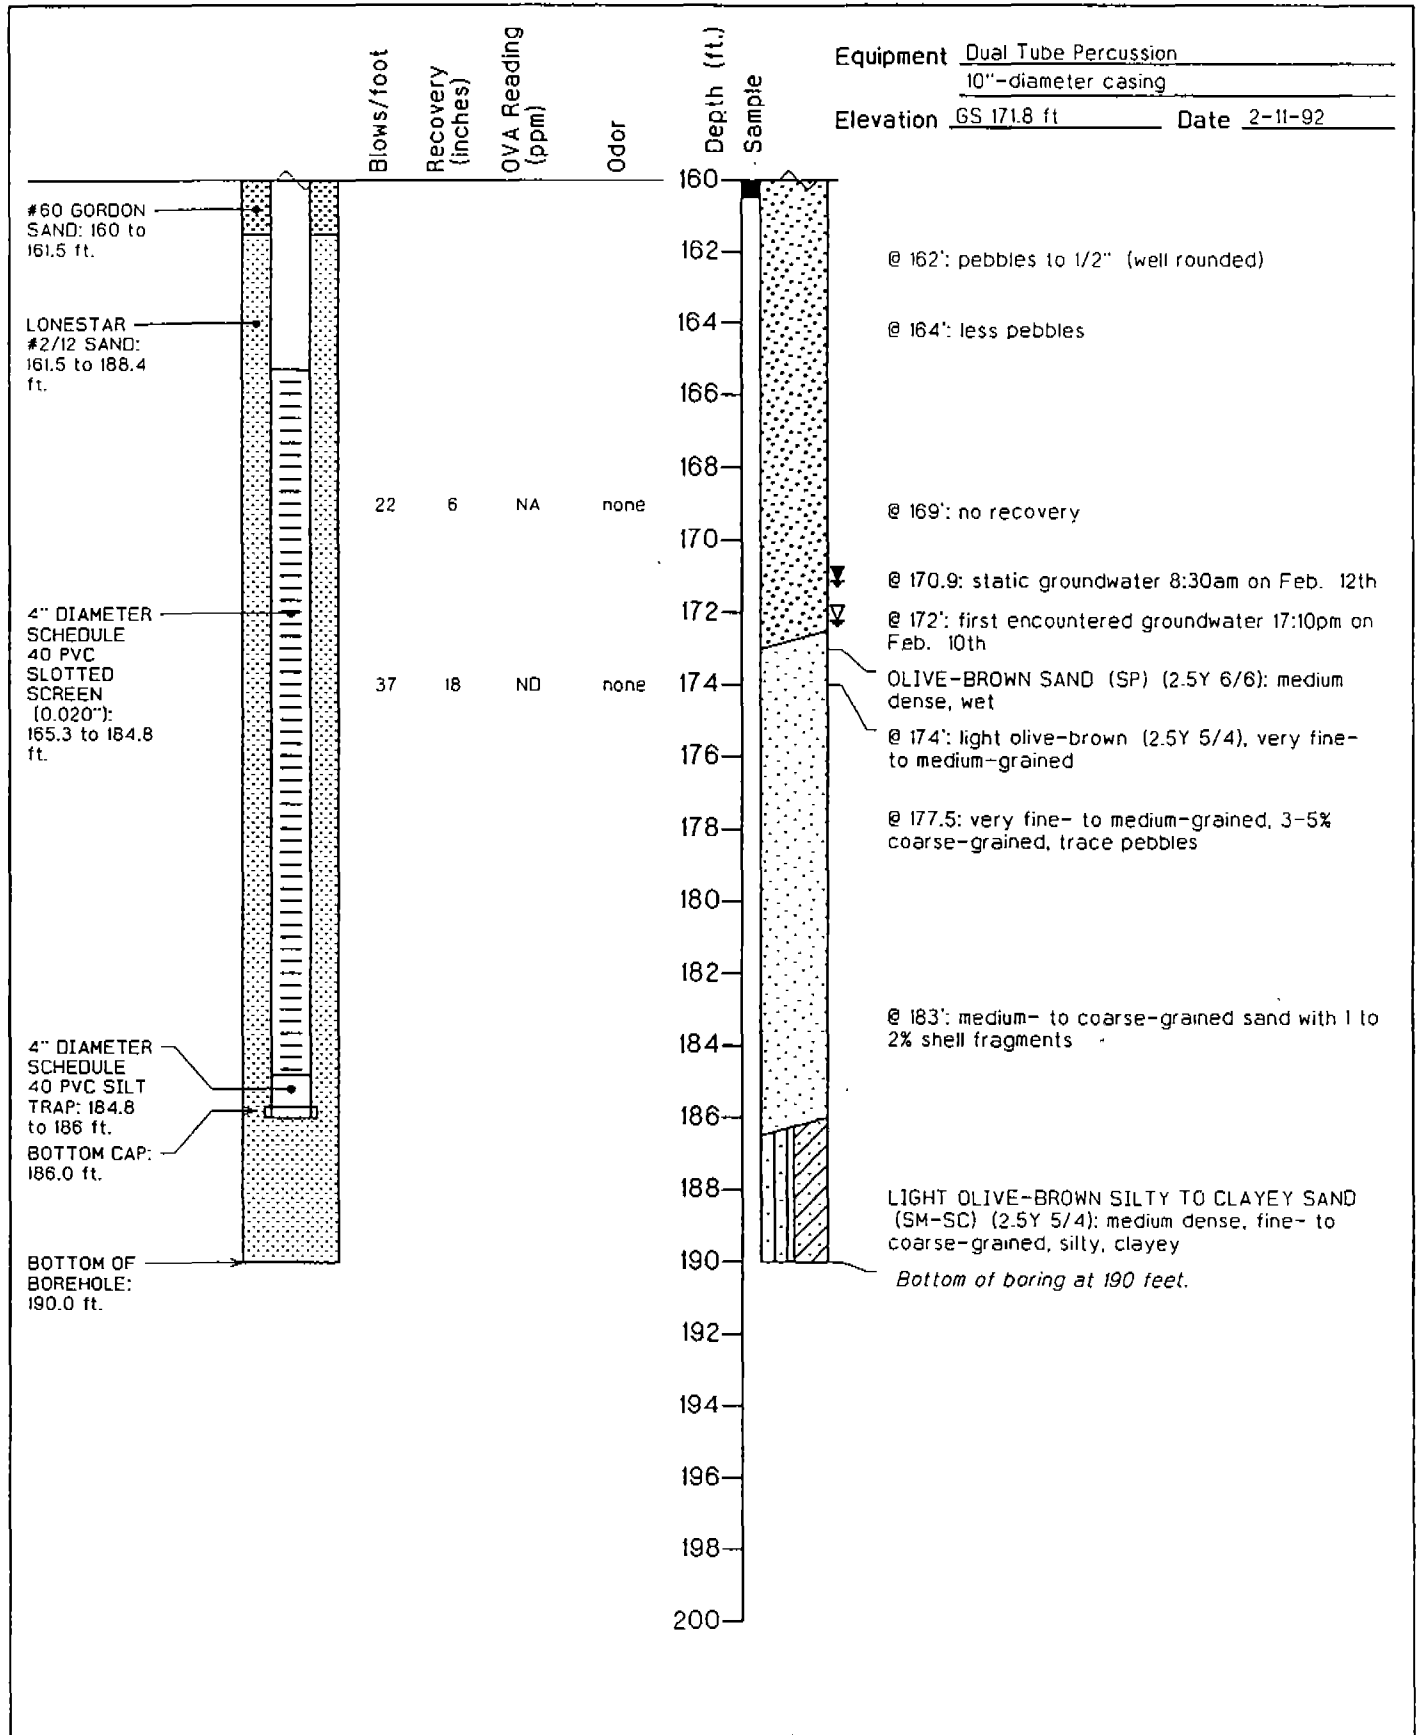 Blows/foot
Recovery
(inches)
OVA Reading
(ppm)
Odor
Depth (ft.)
Sample
Equipment Dual Tube Percussion
10"-diameter casing
Elevation GS 171.8 ft Date 2-11-92
#60 GORDON
SAND: 160 to
161.5 ft.
LONESTAR
#2/12 SAND:
161.5 to 188.4
ft.
4" DIAMETER
SCHEDULE
40 PVC
SLOTTED
SCREEN
(0.020"):
165.3 to 184.8
ft.
4" DIAMETER
SCHEDULE
40 PVC SILT
TRAP: 184.8
to 186 ft.
BOTTOM CAP:
186.0 ft.
BOTTOM OF
BOREHOLE:
190.0 ft.
22 6 NA none
37 18 ND none
160
162
164
166
168
170
172
174
176
178
180
182
184
186
188
190
192
194
196
198
200
@ 162': pebbles to 1/2" (well rounded)
@ 164': less pebbles
@ 169': no recovery
@ 170.9: static groundwater 8:30am on Feb. 12th
@ 172': first encountered groundwater 17:10pm on
Feb. 10th
OLIVE-BROWN SAND (SP) (2.5Y 6/6): medium
dense, wet
@ 174': light olive-brown (2.5Y 5/4), very fine-
to medium-grained
@ 177.5: very fine- to medium-grained, 3-5%
coarse-grained, trace pebbles
@ 183': medium- to coarse-grained sand with 1 to
2% shell fragments
LIGHT OLIVE-BROWN SILTY TO CLAYEY SAND
(SM-SC) (2.5Y 5/4): medium dense, fine- to
coarse-grained, silty, clayey
Bottom of boring at 190 feet.